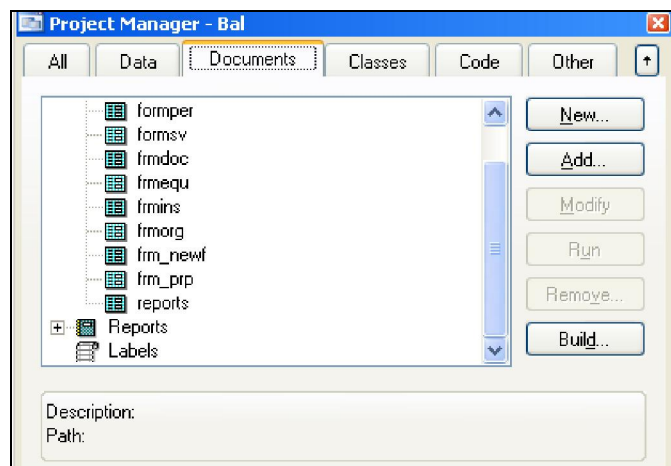 Project Manager - Bal
All Data Documents Classes Code Other
formper
formsv
frmdoc
frmequ
frmins
frmorg
frm_newf
frm_prp
reports
Reports
Labels
New...
Add...
Modify
Run
Remove...
Build...
Description:
Path: